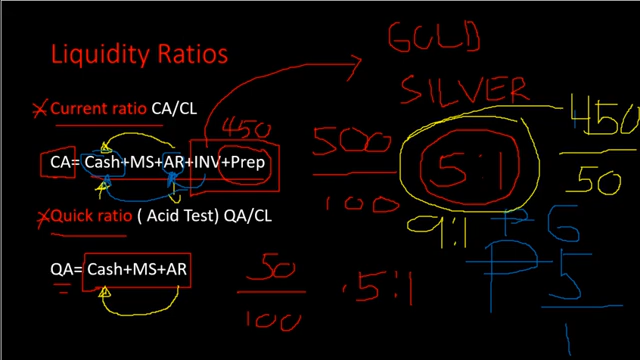 Liquidity Ratios
Current ratio CA/CL
450
CA= Cash+MS+AR+INV+Prep
Quick ratio ( Acid Test) QA/CL
QA= Cash+MS+AR
50
100
.5:1
GOLD
SILVER
500
100
5:1
9:1
450
50
G
5
1